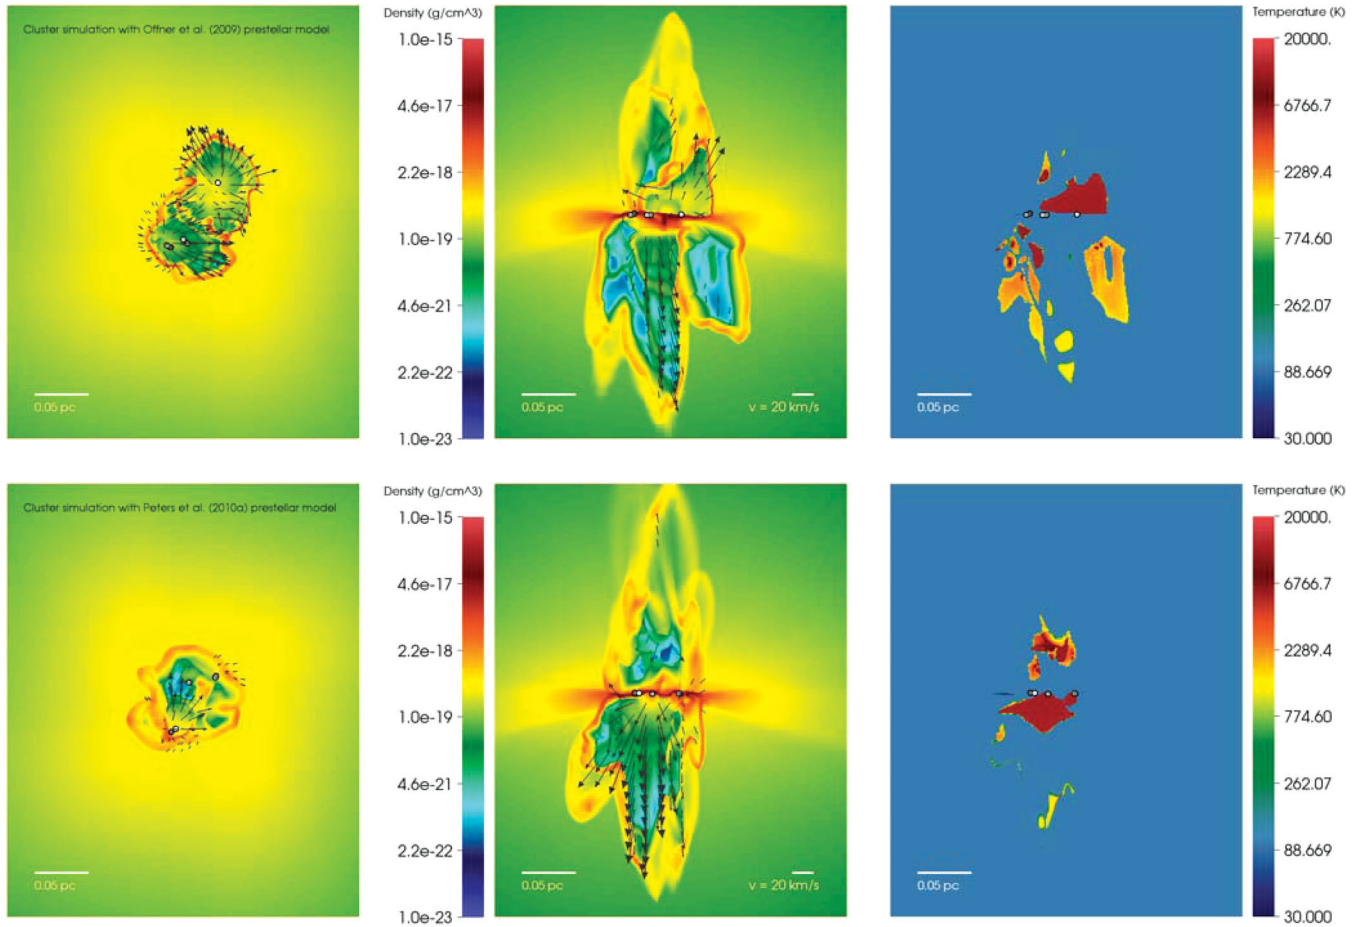 Density (g/cm^3)
Temperature (K)
Cluster simulation with Offner et al. (2009) prestellar model
1.0e-15
20000.
4.6e-17
6766.7
2.2e-18
2289.4
1.0e-19
774.60
4.6e-21
262.07
2.2e-22
88.669
0.05 pc
0.05 pc
v = 20 km/s
0.05 pc
1.0e-23
30.000
Density (g/cm^3)
Temperature (K)
Cluster simulation with Peters et al. (2010a) prestellar model
1.0e-15
20000.
4.6e-17
6766.7
2.2e-18
2289.4
1.0e-19
774.60
4.6e-21
262.07
2.2e-22
88.669
0.05 pc
0.05 pc
v = 20 km/s
0.05 pc
1.0e-23
30.000